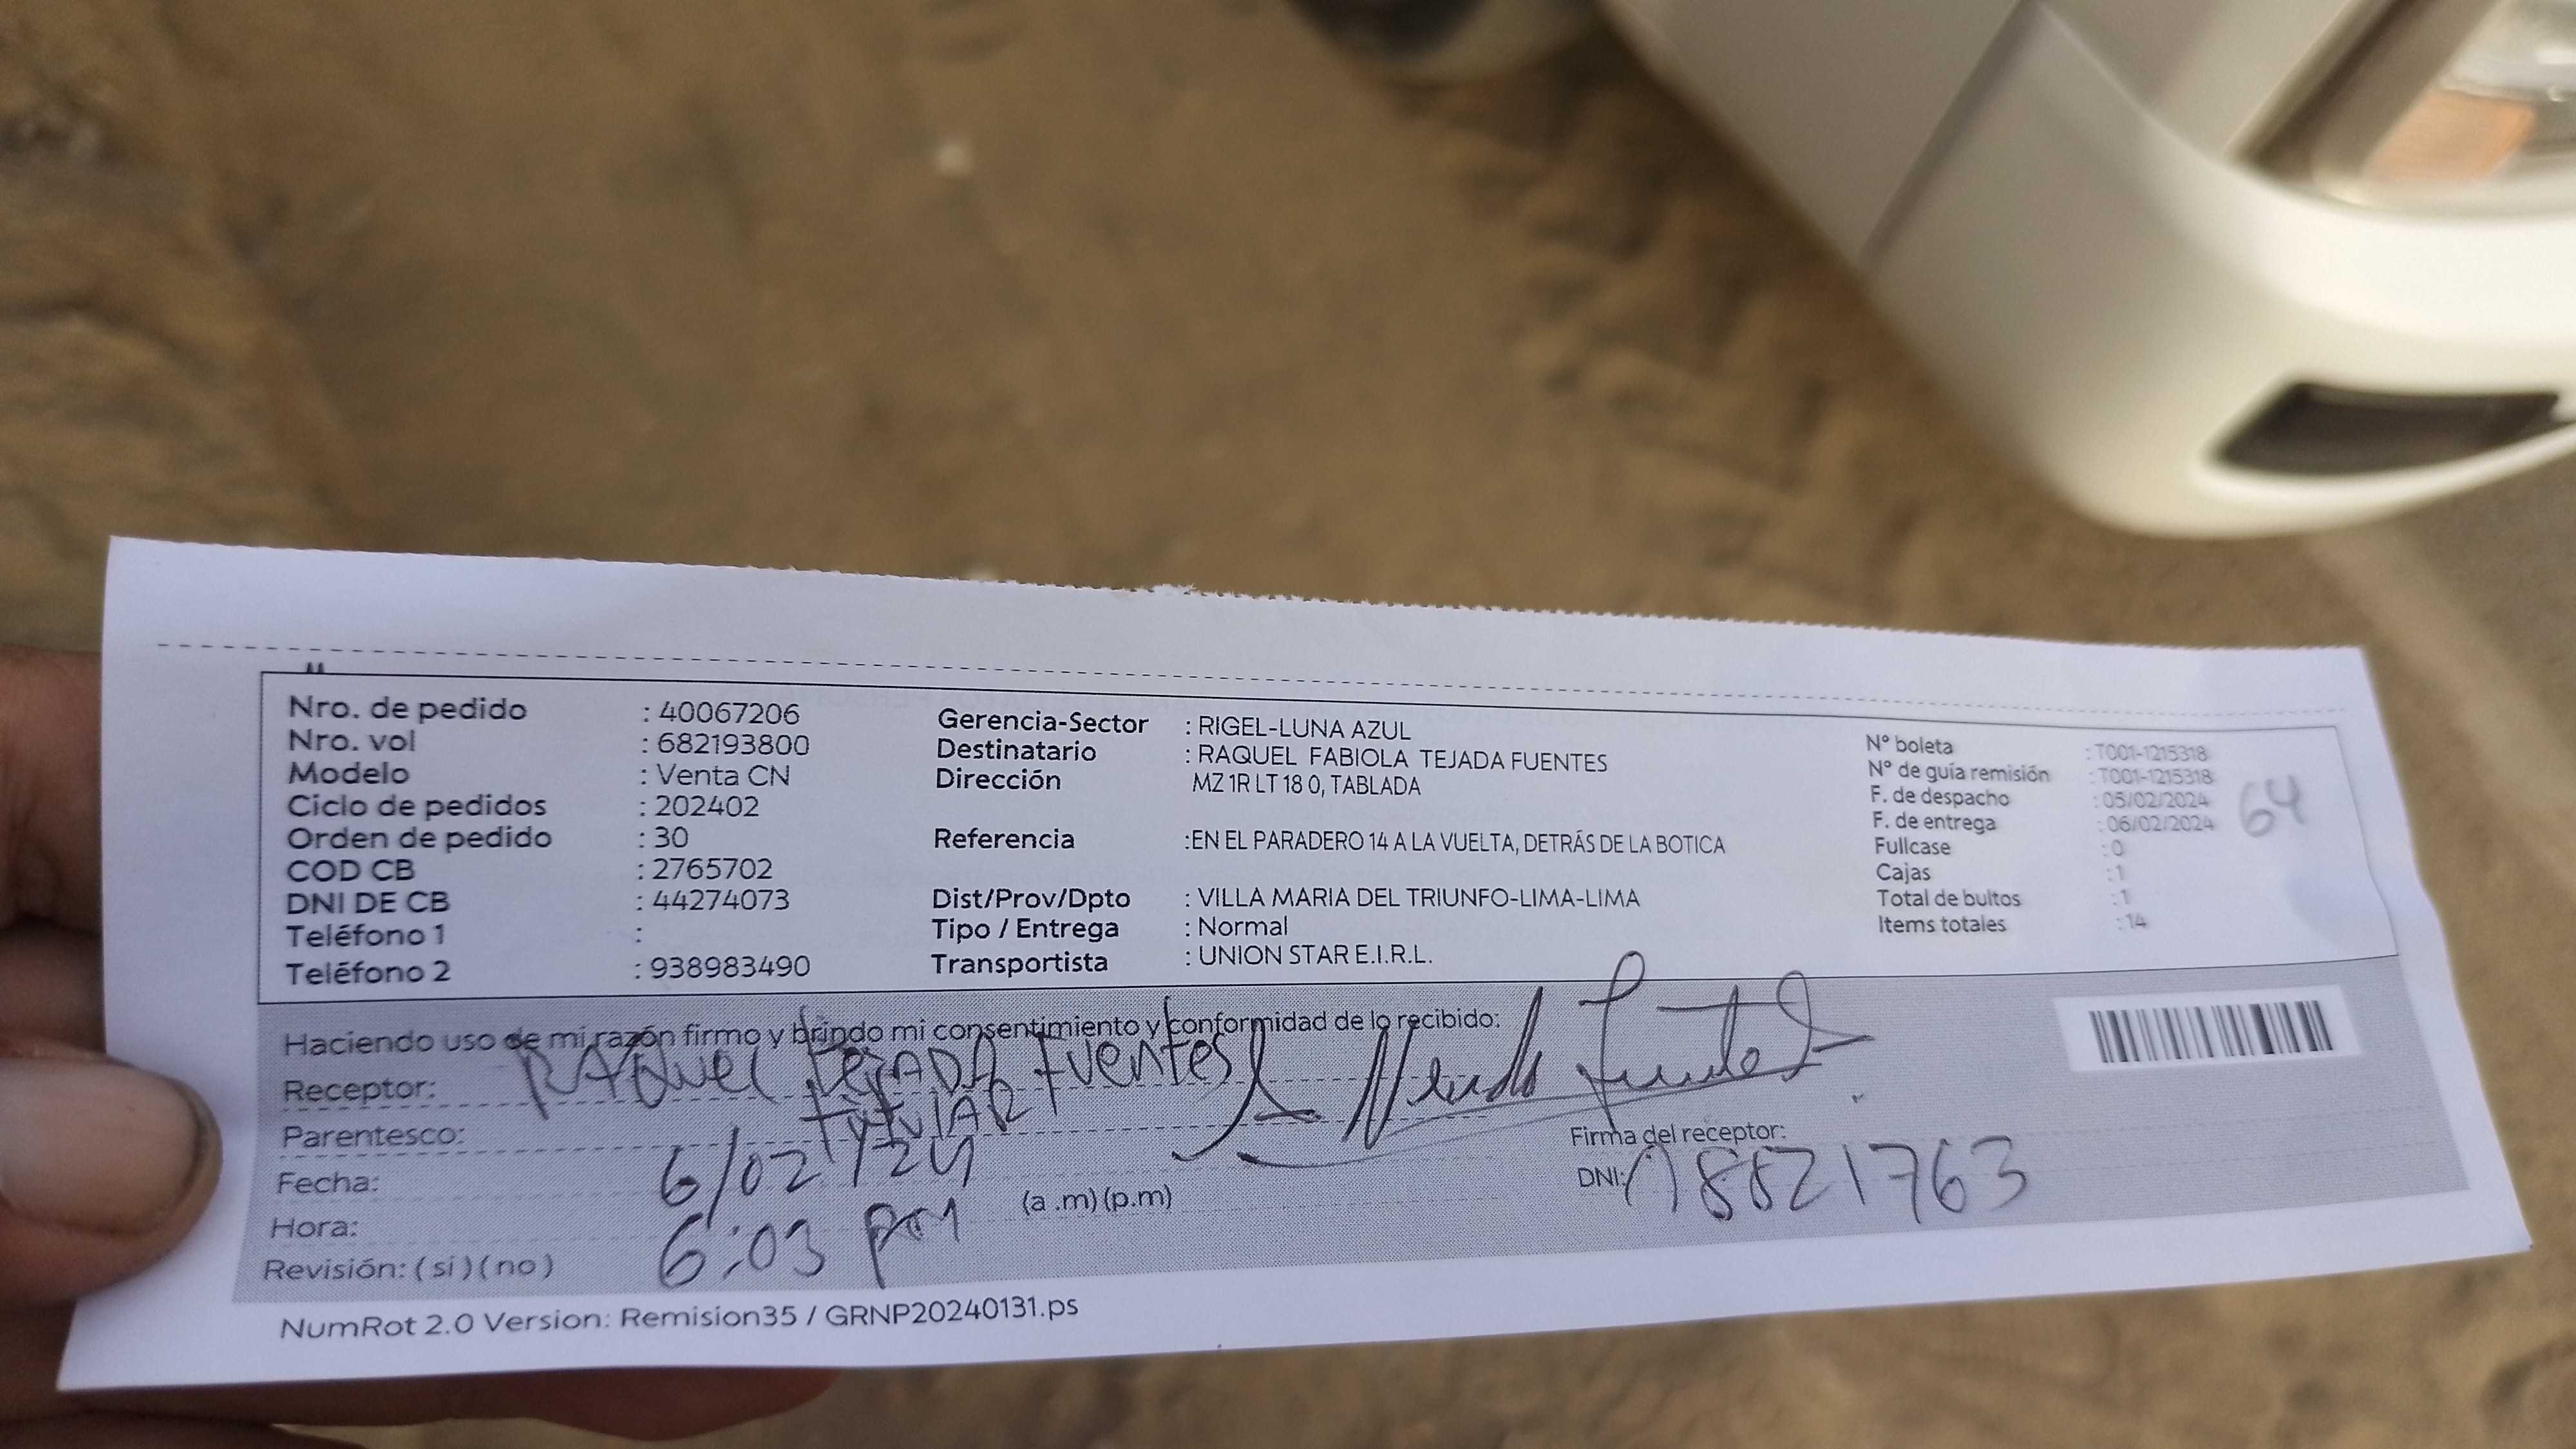 Nro. de pedido : 40067206
Nro. vol : 682193800
Modelo : Venta CN
Ciclo de pedidos : 202402
Orden de pedido : 30
COD CB : 2765702
DNI DE CB : 44274073
Teléfono 1 :
Teléfono 2 : 938983490
Gerencia-Sector : RIGEL-LUNA AZUL
Destinatario : RAQUEL FABIOLA TEJADA FUENTES
Dirección MZ 1R LT 18 0, TABLADA
Referencia :EN EL PARADERO 14 A LA VUELTA, DETRÁS DE LA BOTICA
Dist/Prov/Dpto : VILLA MARIA DEL TRIUNFO-LIMA-LIMA
Tipo / Entrega : Normal
Transportista : UNION STAR E.I.R.L.
N° boleta : T001-1215318
N° de guía remisión : T001-1215318
F. de despacho : 05/02/2024
F. de entrega : 06/02/2024
Fullcase : 0
Cajas : 1
Total de bultos : 1
Items totales : 14
64
Haciendo uso de mi razón firmo y brindo mi consentimiento y conformidad de lo recibido:
Receptor: RAQuel TeJADA Fuentes
Parentesco: TytulAR
Fecha: 6/02/24
Hora: 6:03 pm (a .m) (p.m)
Revisión: ( si ) ( no )
Firma del receptor:
DNI:
NumRot 2.0 Version: Remision35 / GRNP20240131.ps